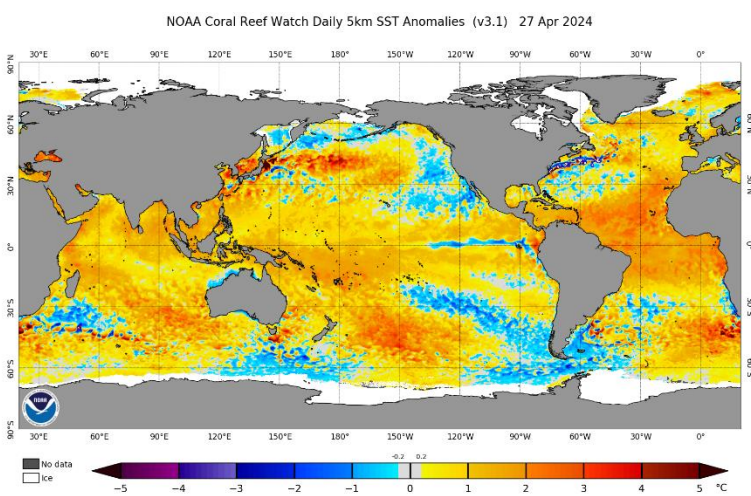 NOAA Coral Reef Watch Daily 5km SST Anomalies (v3.1) 27 Apr 2024
30°E 60°E 90°E 120°E 150°E 180°E 150°W 120°W 90°W 60°W 30°W 0°
90°N
60°N
30°N
0°
30°S
60°S
90°S
NOAA
30°E 60°E 90°E 120°E 150°E 180°E 150°W 120°W 90°W 60°W 30°W 0°
-0.2 0.2
No data
Ice
−5 −4 −3 −2 −1 0 1 2 3 4 5 °C